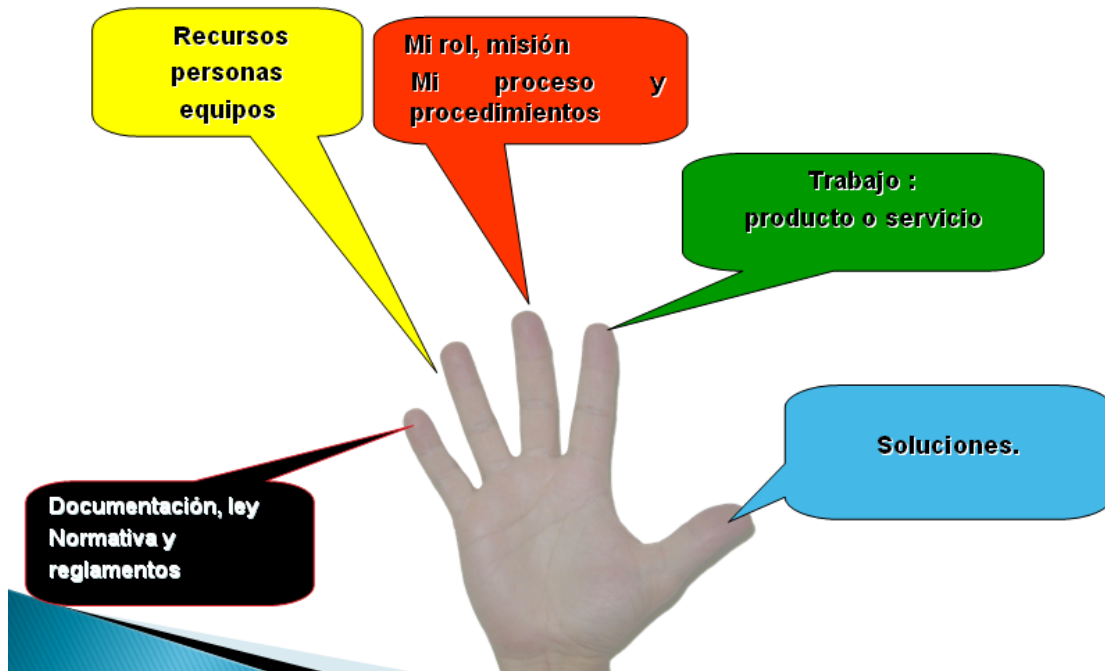 Recursos
personas
equipos
Mi rol, misión
Mi proceso y
procedimientos
Trabajo :
producto o servicio
Soluciones.
Documentación, ley
Normativa y
reglamentos